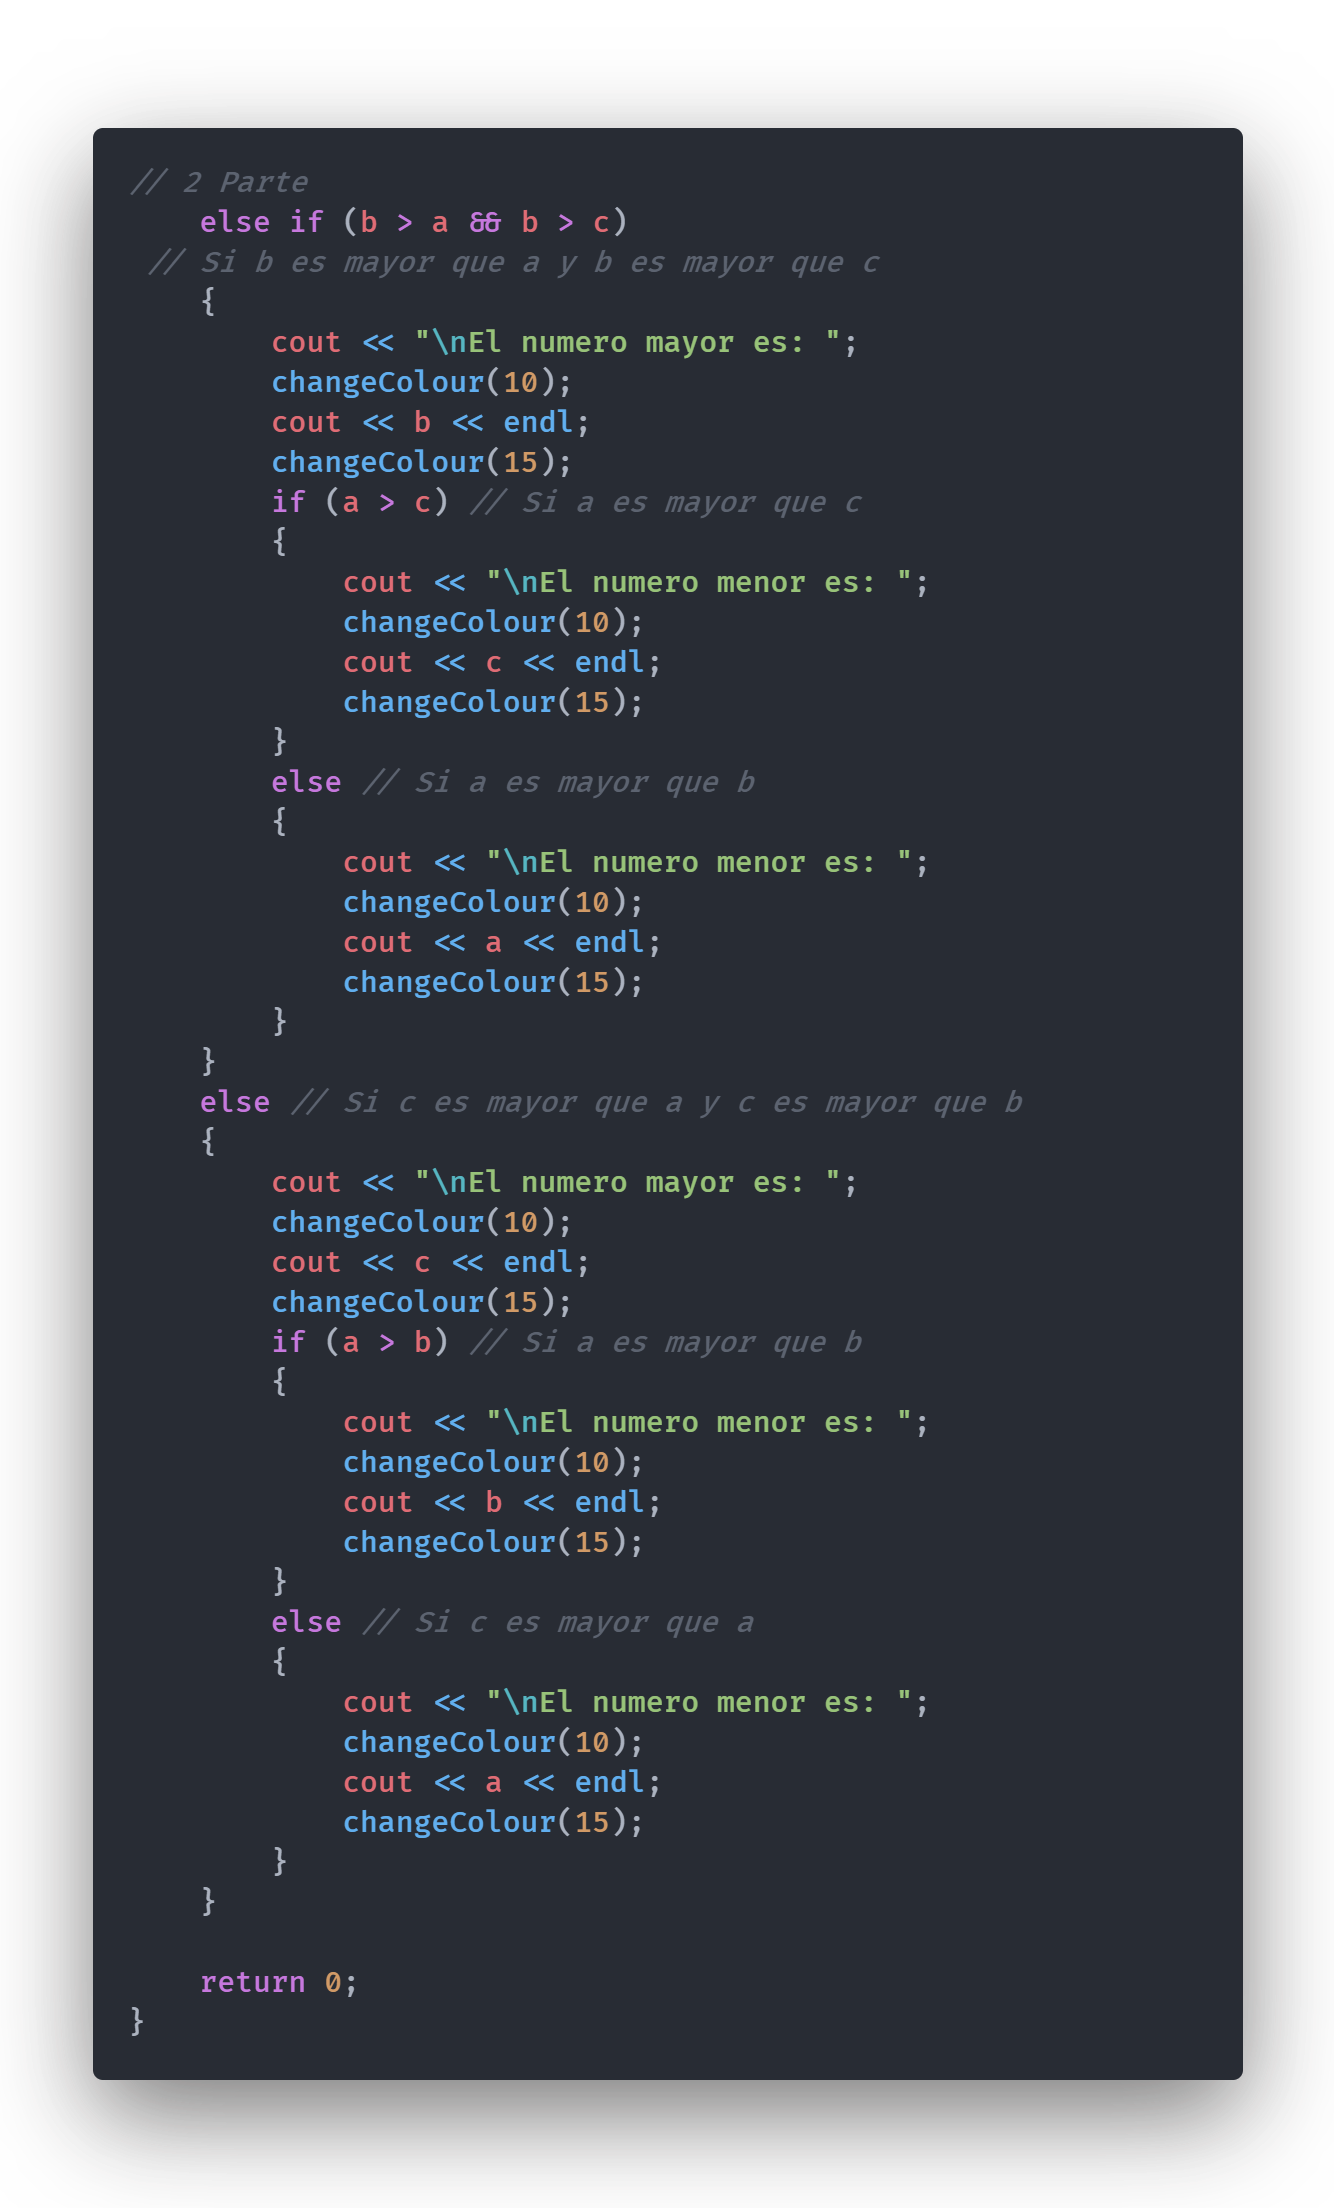 // 2 Parte
    else if (b > a && b > c)
 // Si b es mayor que a y b es mayor que c
    {
        cout << "\nEl numero mayor es: ";
        changeColour(10);
        cout << b << endl;
        changeColour(15);
        if (a > c) // Si a es mayor que c
        {
            cout << "\nEl numero menor es: ";
            changeColour(10);
            cout << c << endl;
            changeColour(15);
        }
        else // Si a es mayor que b
        {
            cout << "\nEl numero menor es: ";
            changeColour(10);
            cout << a << endl;
            changeColour(15);
        }
    }
    else // Si c es mayor que a y c es mayor que b
    {
        cout << "\nEl numero mayor es: ";
        changeColour(10);
        cout << c << endl;
        changeColour(15);
        if (a > b) // Si a es mayor que b
        {
            cout << "\nEl numero menor es: ";
            changeColour(10);
            cout << b << endl;
            changeColour(15);
        }
        else // Si c es mayor que a
        {
            cout << "\nEl numero menor es: ";
            changeColour(10);
            cout << a << endl;
            changeColour(15);
        }
    }

    return 0;
}